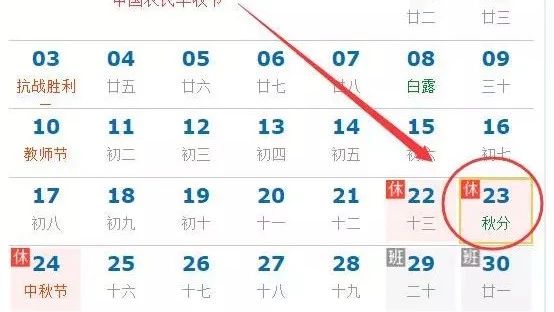 中国农民丰收节
廿二 廿三
03 04 05 06 07 08 09
抗战胜利 廿五 廿六 廿七 廿八 白露 三十
10 11 12 13 14 15 16
教师节 初二 初三 初四 初五 初六 初七
17 18 19 20 21 休 22 休 23
初八 初九 初十 十一 十二 十三 秋分
休 24 25 26 27 28 班 29 班 30
中秋节 十六 十七 十八 十九 二十 廿一